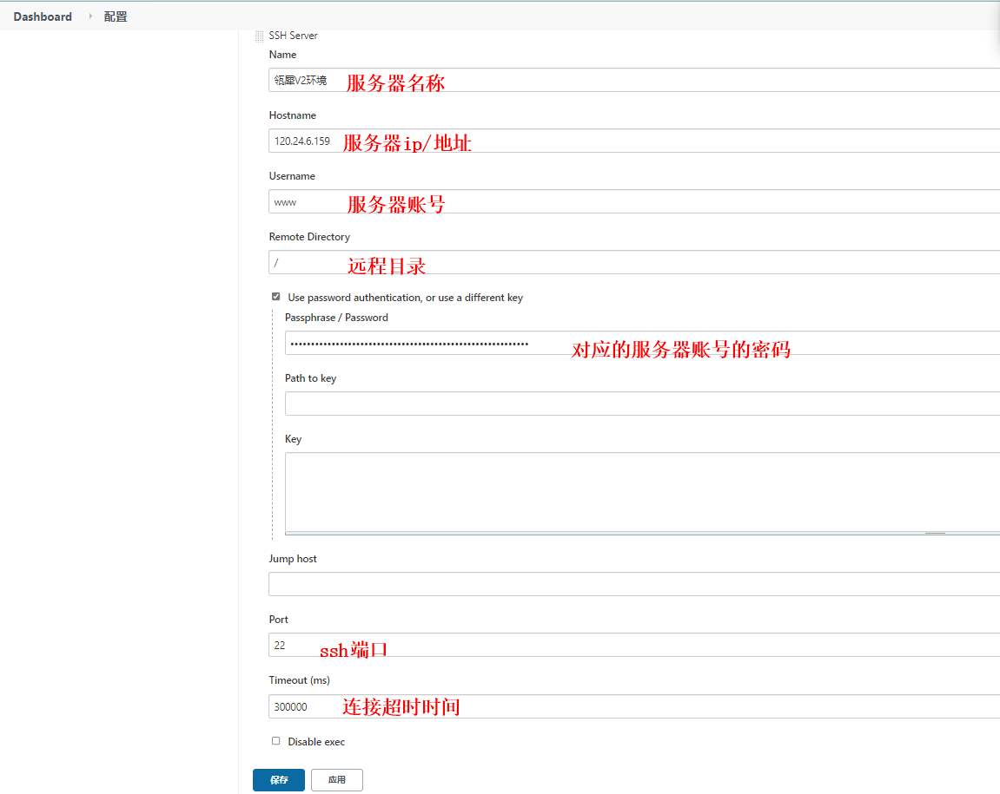 Dashboard 配置
SSH Server
Name
瓴犀V2环境 服务器名称
Hostname
120.24.6.159 服务器ip/地址
Username
www 服务器账号
Remote Directory
/ 远程目录
Use password authentication, or use a different key
Passphrase / Password
对应的服务器账号的密码
Path to key
Key
Jump host
Port
22 ssh端口
Timeout (ms)
300000 连接超时时间
Disable exec
保存 应用